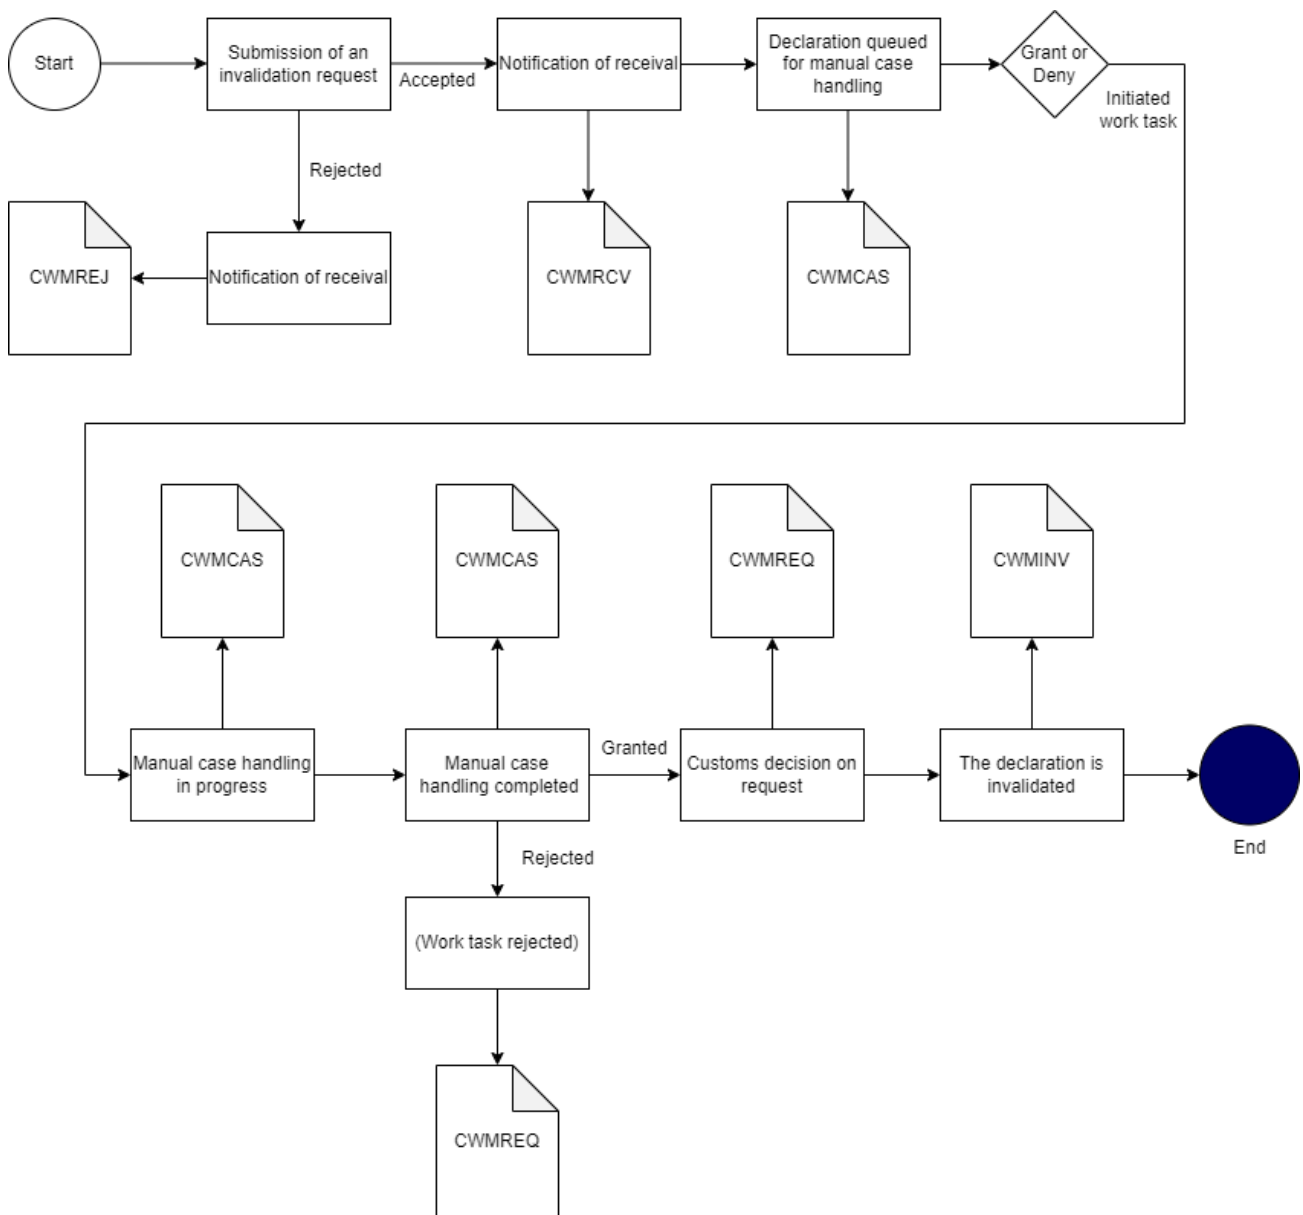 Start
Submission of an
invalidation request
Accepted
Notification of receival
Declaration queued
for manual case
handling
Grant or
Deny
Initiated
work task
Rejected
CWMREJ
Notification of receival
CWMRCV
CWMCAS
CWMCAS
CWMCAS
CWMREQ
CWMINV
Manual case handling
in progress
Manual case
handling completed
Granted
Customs decision on
request
The declaration is
invalidated
End
Rejected
(Work task rejected)
CWMREQ